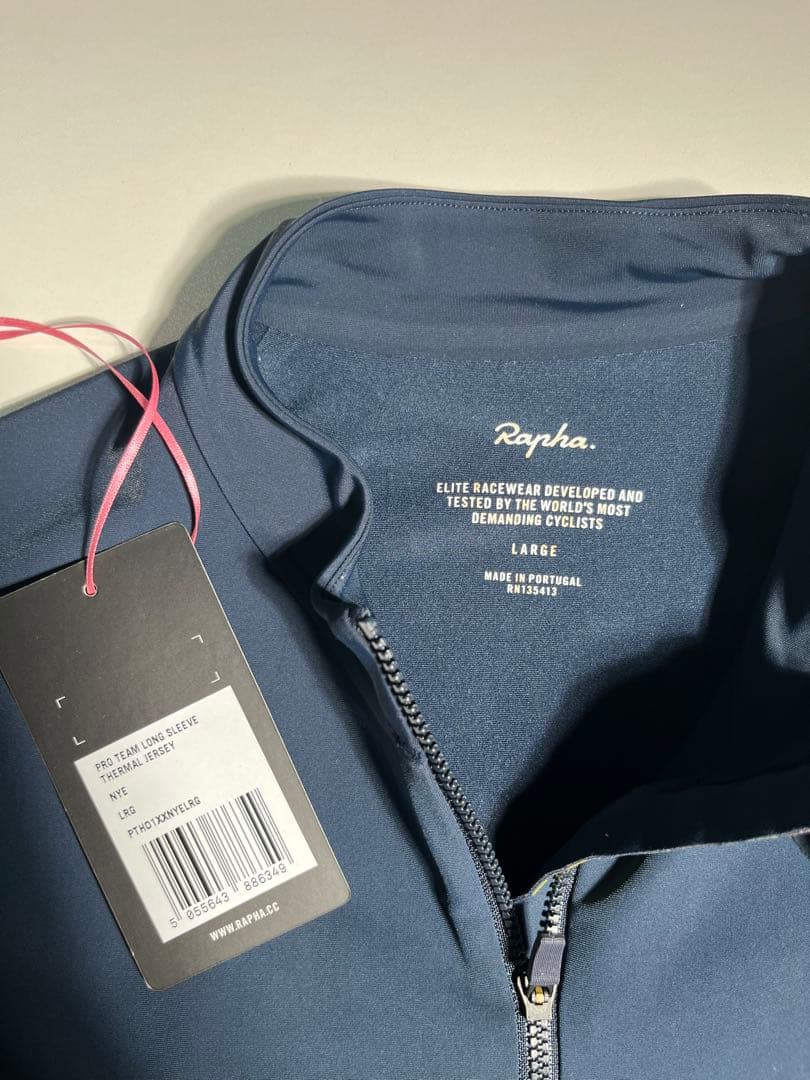 Rapha.
ELITE RACEWEAR DEVELOPED AND
TESTED BY THE WORLD'S MOST
DEMANDING CYCLISTS
LARGE
MADE IN PORTUGAL
RN135413
PRO TEAM LONG SLEEVE
THERMAL JERSEY
NYE
LRG
PTH01XXNYELRG
5 055643 886349
WWW.RAPHA.CC